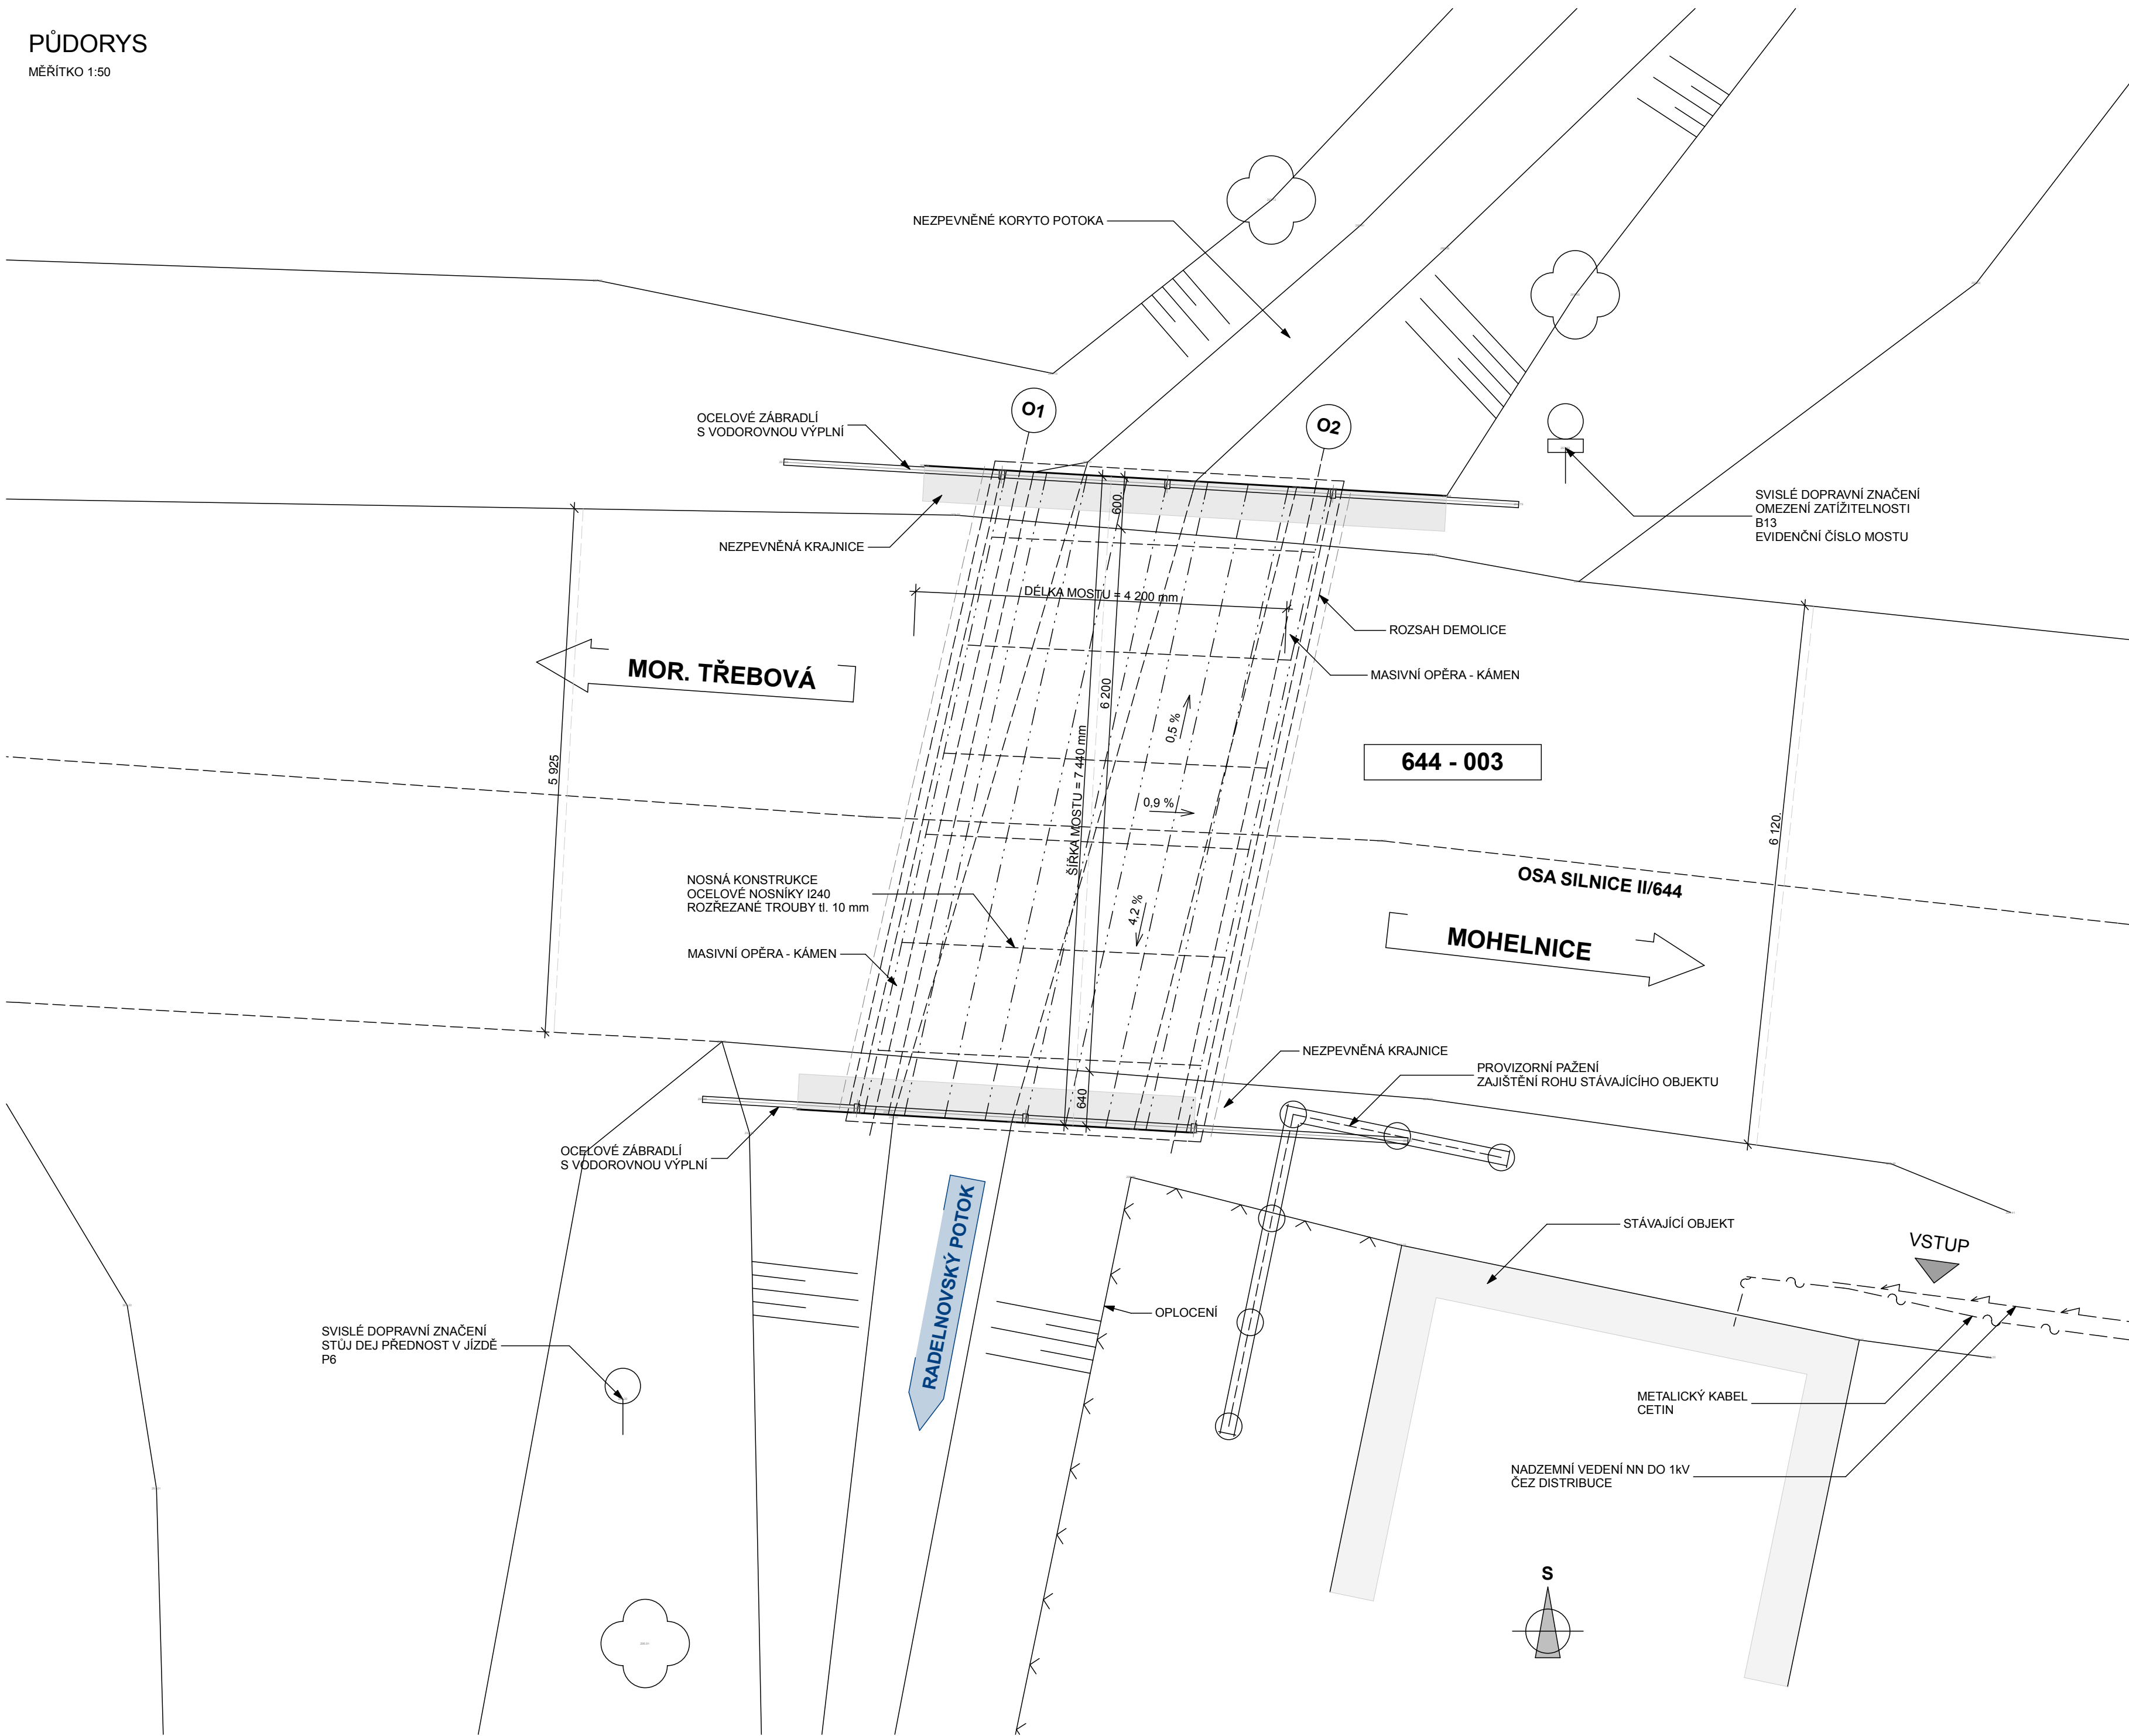 PŮDORYS
MĚŘÍTKO 1:50
NEZPEVNĚNÉ KORYTO POTOKA
O1
O2
OCELOVÉ ZÁBRADLÍ
S VODOROVNOU VÝPLNÍ
SVISLÉ DOPRAVNÍ ZNAČENÍ
OMEZENÍ ZATÍŽITELNOSTI
B13
EVIDENČNÍ ČÍSLO MOSTU
600
NEZPEVNĚNÁ KRAJNICE
DÉLKA MOSTU = 4 200 mm
ROZSAH DEMOLICE
MASIVNÍ OPĚRA - KÁMEN
MOR. TŘEBOVÁ
6 200
0,5 %
644 - 003
5 925
ŠÍŘKA MOSTU = 7 440 mm
0,9 %
6 120
OSA SILNICE II/644
NOSNÁ KONSTRUKCE
OCELOVÉ NOSNÍKY I240
ROZŘEZANÉ TROUBY tl. 10 mm
4,2 %
MOHELNICE
MASIVNÍ OPĚRA - KÁMEN
NEZPEVNĚNÁ KRAJNICE
PROVIZORNÍ PAŽENÍ
ZAJIŠTĚNÍ ROHU STÁVAJÍCÍHO OBJEKTU
640
OCELOVÉ ZÁBRADLÍ
S VODOROVNOU VÝPLNÍ
RADELNOVSKÝ POTOK
STÁVAJÍCÍ OBJEKT
VSTUP
OPLOCENÍ
SVISLÉ DOPRAVNÍ ZNAČENÍ
STŮJ DEJ PŘEDNOST V JÍZDĚ
P6
METALICKÝ KABEL
CETIN
NADZEMNÍ VEDENÍ NN DO 1kV
ČEZ DISTRIBUCE
S